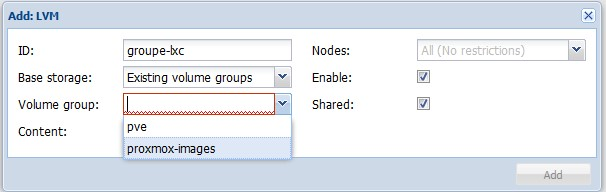 Add: LVM
ID: groupe-lxc Nodes: All (No restrictions)
Base storage: Existing volume groups Enable:
Volume group: Shared:
pve
Content:
proxmox-images
Add